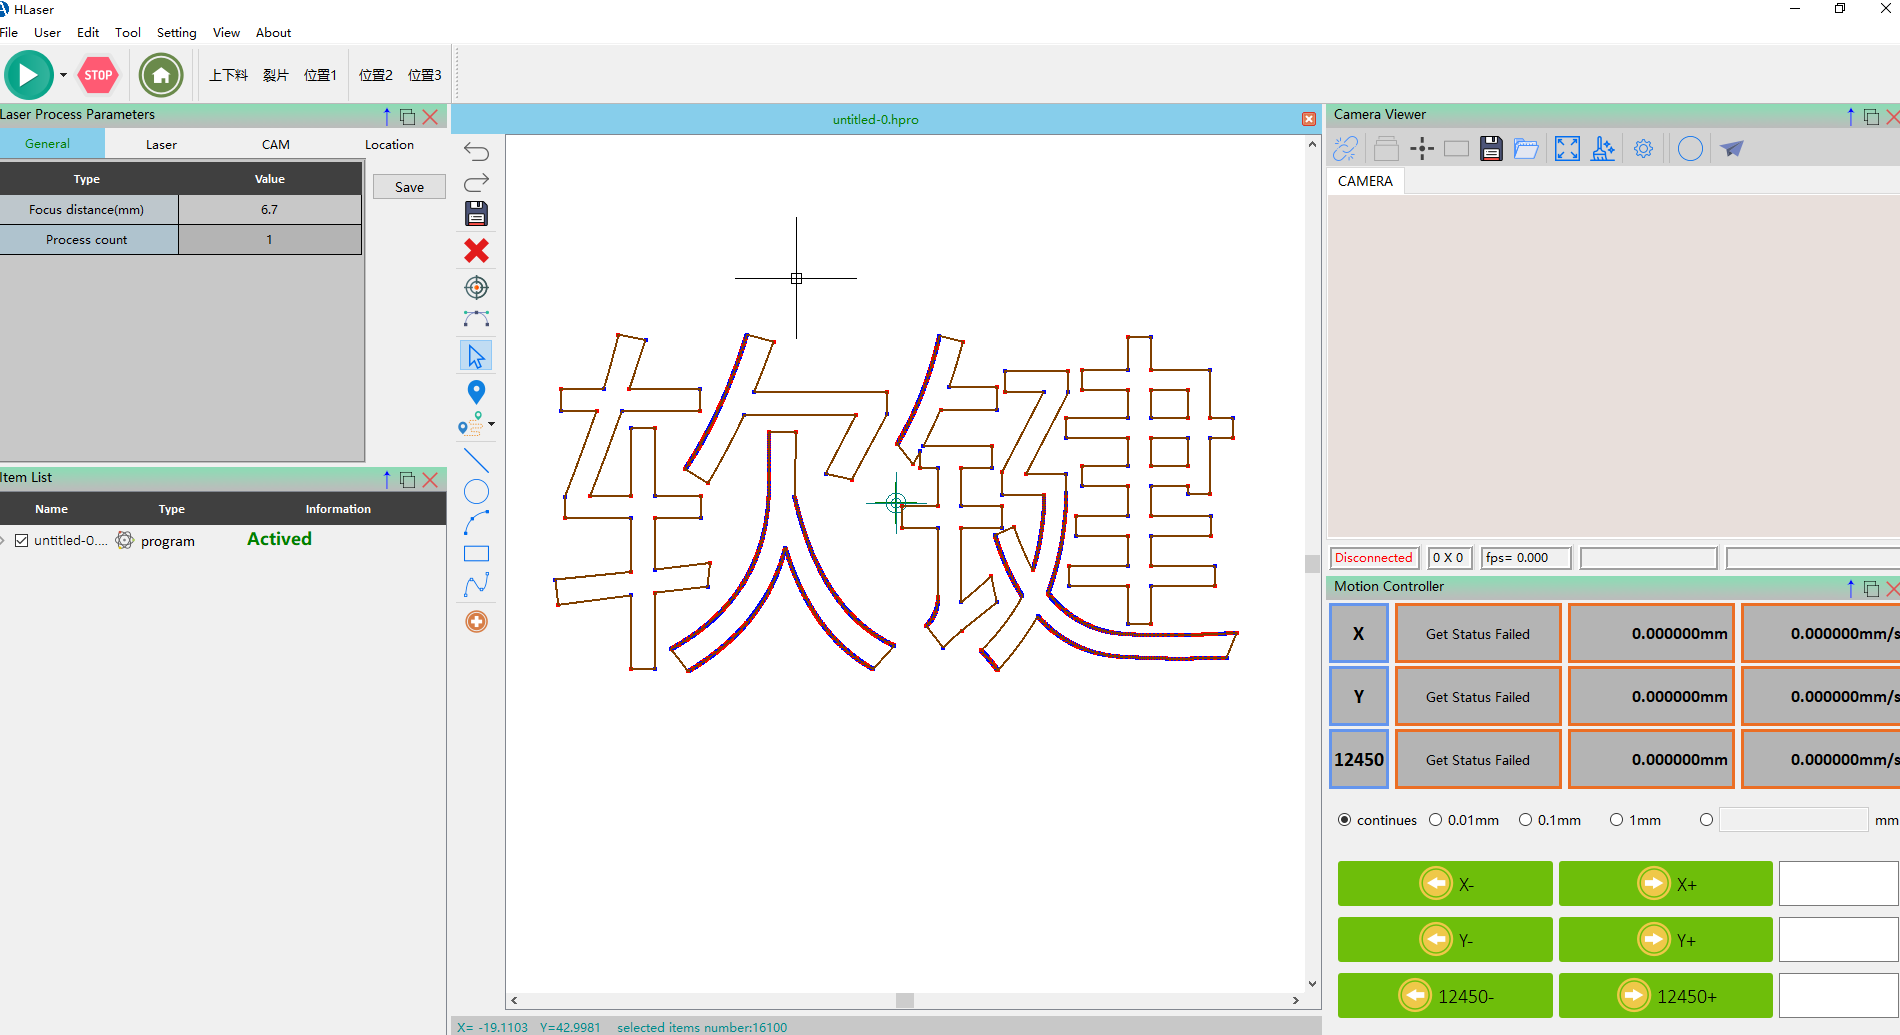 HLaser
File User Edit Tool Setting View About
STOP 上下料 裂片 位置1 位置2 位置3
Laser Process Parameters
General Laser CAM Location
Type Value
Save
Focus distance(mm) 6.7
Process count 1
Item List
Name Type Information
untitled-0.... program Actived
untitled-0.hpro
软键
X= -19.1103 Y=42.9981 selected items number:16100
Camera Viewer
CAMERA
Disconnected 0 X 0 fps= 0.000
Motion Controller
X Get Status Failed 0.000000mm 0.000000mm/s
Y Get Status Failed 0.000000mm 0.000000mm/s
12450 Get Status Failed 0.000000mm 0.000000mm/s
continues 0.01mm 0.1mm 1mm mm
X- X+
Y- Y+
12450- 12450+